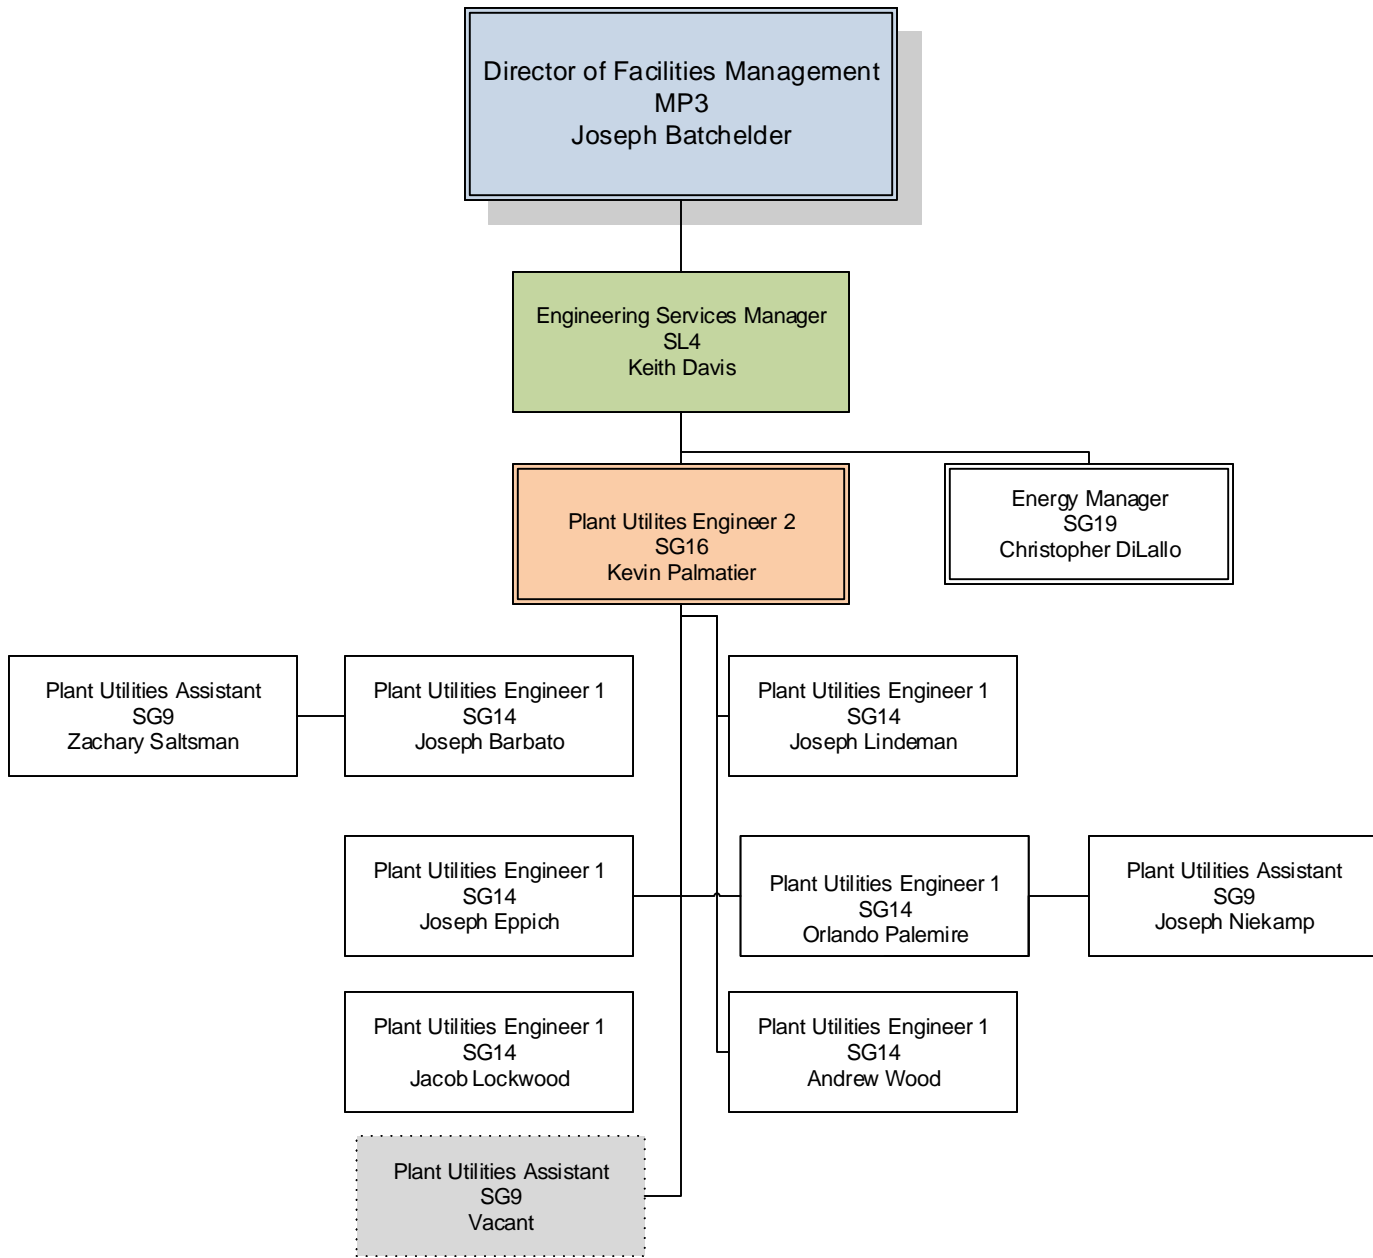 Director of Facilities Management
MP3
Joseph Batchelder
Engineering Services Manager
SL4
Keith Davis
Plant Utilites Engineer 2
SG16
Kevin Palmatier
Energy Manager
SG19
Christopher DiLallo
Plant Utilities Assistant
SG9
Zachary Saltsman
Plant Utilities Engineer 1
SG14
Joseph Barbato
Plant Utilities Engineer 1
SG14
Joseph Lindeman
Plant Utilities Engineer 1
SG14
Joseph Eppich
Plant Utilities Engineer 1
SG14
Orlando Palemire
Plant Utilities Assistant
SG9
Joseph Niekamp
Plant Utilities Engineer 1
SG14
Jacob Lockwood
Plant Utilities Engineer 1
SG14
Andrew Wood
Plant Utilities Assistant
SG9
Vacant